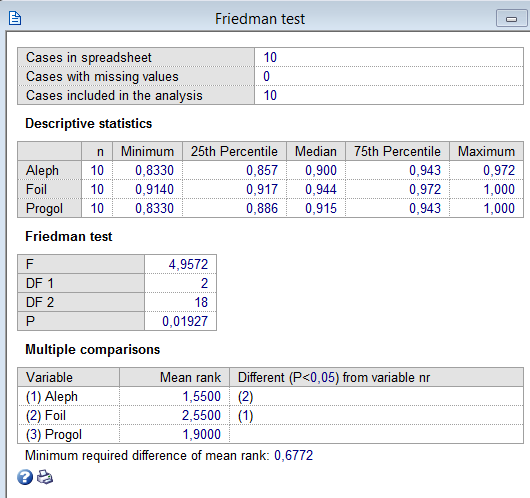 Friedman test
Cases in spreadsheet 10
Cases with missing values 0
Cases included in the analysis 10
Descriptive statistics
n Minimum 25th Percentile Median 75th Percentile Maximum
Aleph 10 0,8330 0,857 0,900 0,943 0,972
Foil 10 0,9140 0,917 0,944 0,972 1,000
Progol 10 0,8330 0,886 0,915 0,943 1,000
Friedman test
F 4,9572
DF 1 2
DF 2 18
P 0,01927
Multiple comparisons
Variable Mean rank Different (P<0,05) from variable nr
(1) Aleph 1,5500 (2)
(2) Foil 2,5500 (1)
(3) Progol 1,9000
Minimum required difference of mean rank: 0,6772